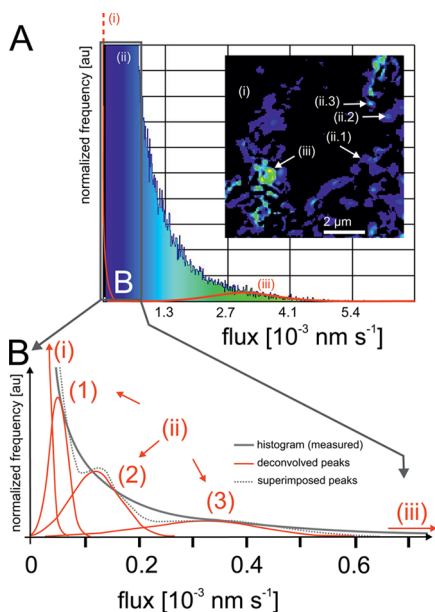 (i)
A
(ii)
(i)
(ii.3)
(ii.2)
(ii.1)
(iii)
2 µm
normalized frequency [au]
(iii)
B
1.3 2.7 4.1 5.4
flux [10⁻³ nm s⁻¹]
B
(i)
(1)
(ii)
(2)
(3)
histogram (measured)
deconvolved peaks
superimposed peaks
(iii)
normalized frequency [au]
0 0.2 0.4 0.6
flux [10⁻³ nm s⁻¹]